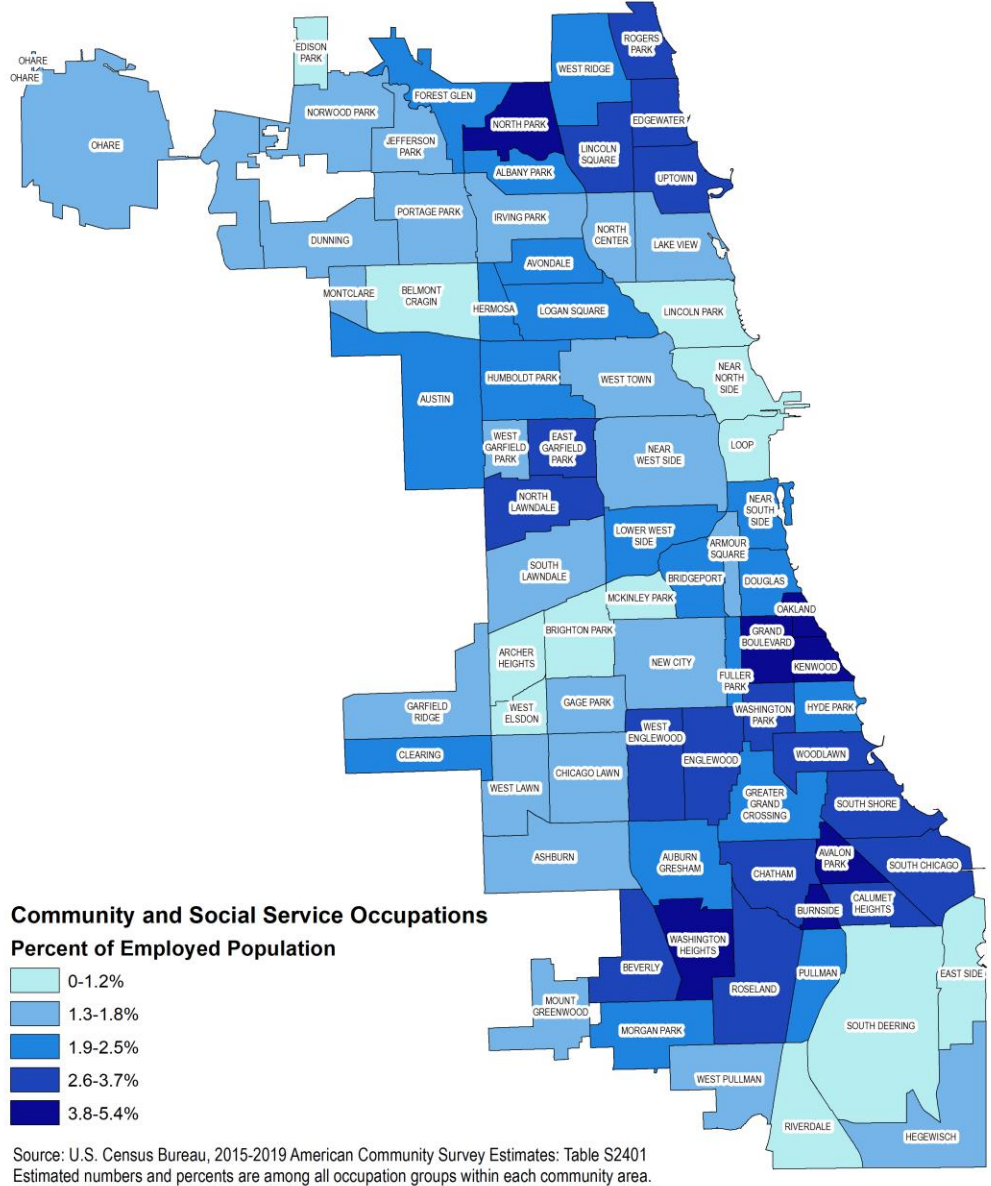 ROGERS
PARK
EDISON
PARK
OHARE
OHARE
WEST RIDGE
FOREST GLEN
NORWOOD PARK
NORTH PARK
EDGEWATER
OHARE
JEFFERSON
PARK
LINCOLN
SQUARE
ALBANY PARK
UPTOWN
PORTAGE PARK
IRVING PARK
NORTH
CENTER
LAKE VIEW
DUNNING
AVONDALE
MONTCLARE
BELMONT
CRAGIN
HERMOSA
LOGAN SQUARE
LINCOLN PARK
HUMBOLDT PARK
WEST TOWN
NEAR
NORTH
SIDE
AUSTIN
WEST
GARFIELD
PARK
EAST
GARFIELD
PARK
NEAR
WEST SIDE
LOOP
NORTH
LAWNDALE
NEAR
SOUTH
SIDE
LOWER WEST
SIDE
ARMOUR
SQUARE
SOUTH
LAWNDALE
BRIDGEPORT
DOUGLAS
MCKINLEY PARK
OAKLAND
BRIGHTON PARK
GRAND
BOULEVARD
ARCHER
HEIGHTS
NEW CITY
KENWOOD
FULLER
PARK
GARFIELD
RIDGE
WEST
ELSDON
GAGE PARK
WASHINGTON
PARK
HYDE PARK
WEST
ENGLEWOOD
CLEARING
ENGLEWOOD
WOODLAWN
WEST LAWN
CHICAGO LAWN
GREATER
GRAND
CROSSING
SOUTH SHORE
ASHBURN
AUBURN
GRESHAM
AVALON
PARK
CHATHAM
SOUTH CHICAGO
CALUMET
HEIGHTS
BURNSIDE
WASHINGTON
HEIGHTS
BEVERLY
PULLMAN
EAST SIDE
ROSELAND
MOUNT
GREENWOOD
MORGAN PARK
SOUTH DEERING
WEST PULLMAN
RIVERDALE
HEGEWISCH
Community and Social Service Occupations
Percent of Employed Population
0-1.2%
1.3-1.8%
1.9-2.5%
2.6-3.7%
3.8-5.4%
Source: U.S. Census Bureau, 2015-2019 American Community Survey Estimates: Table S2401
Estimated numbers and percents are among all occupation groups within each community area.